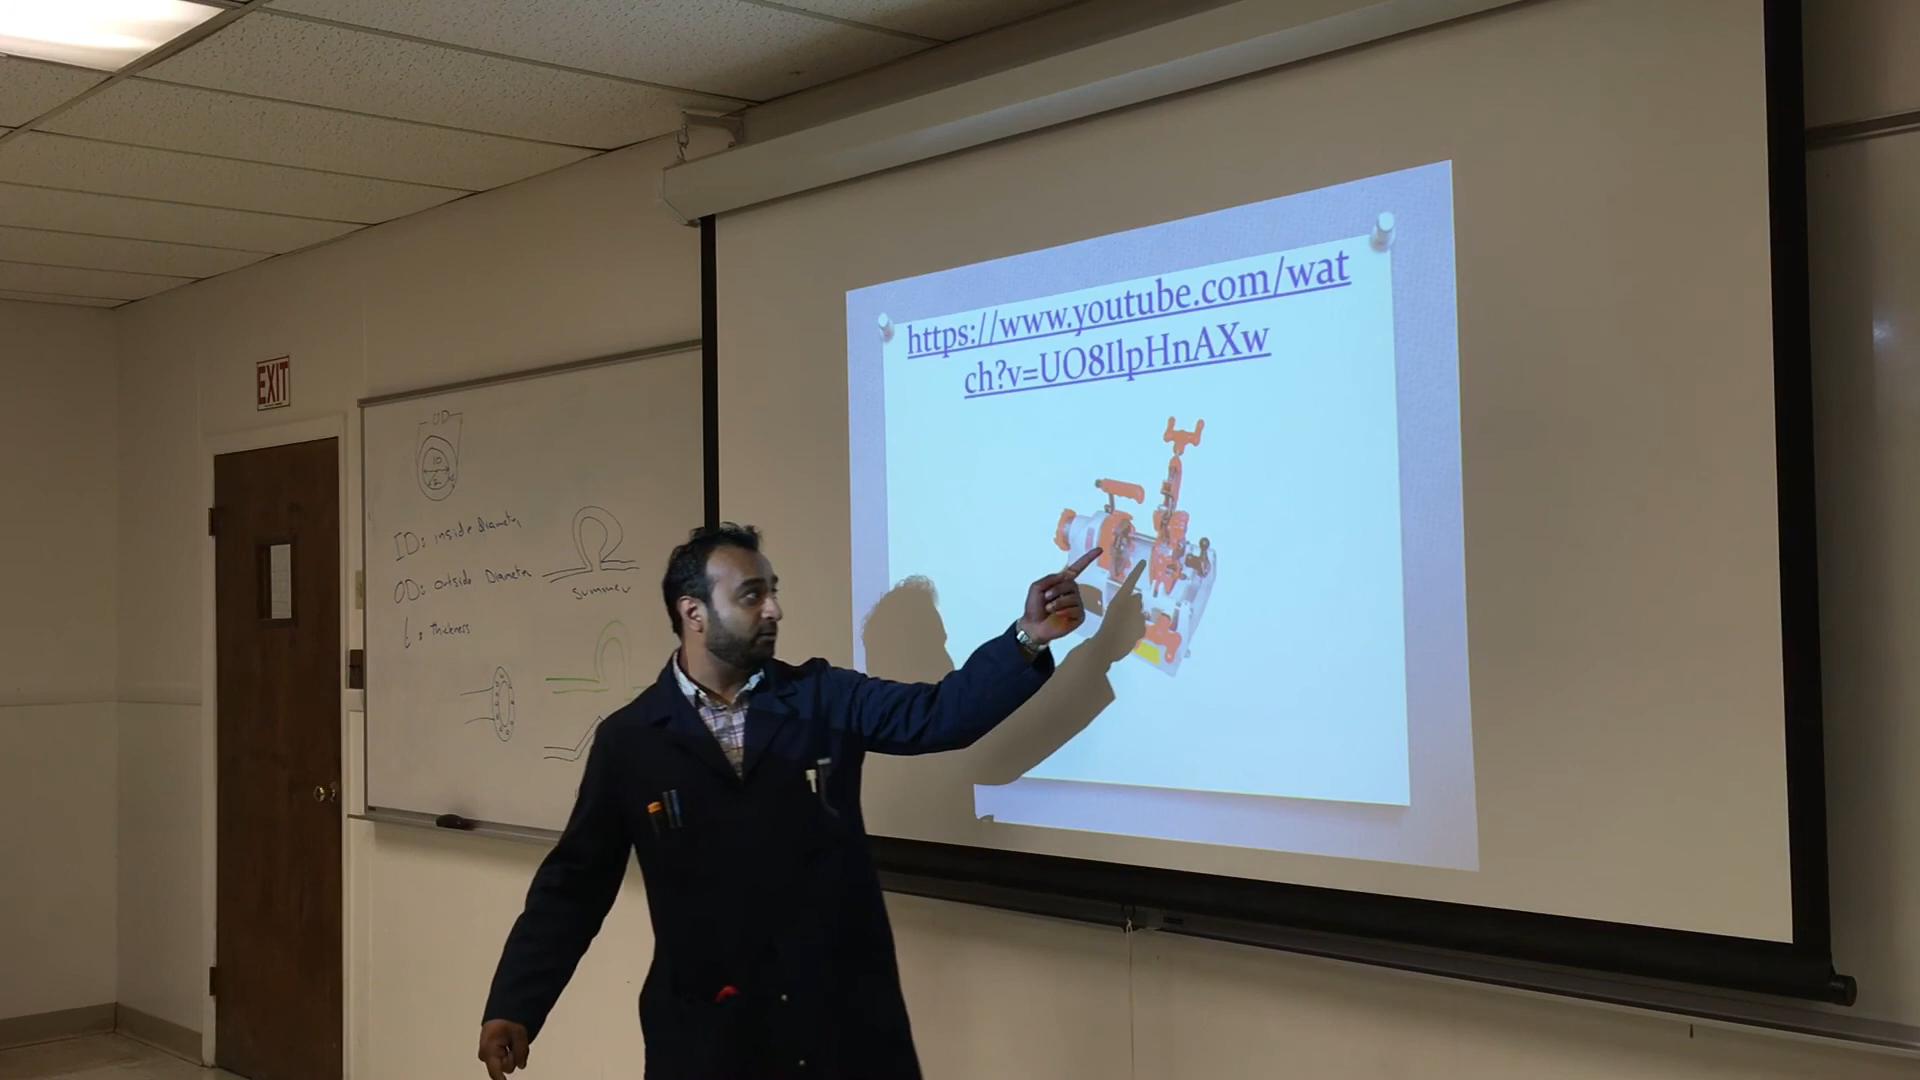 EXIT
OD
ID
ID: inside Diameter
OD: outside Diameter
t: thickness
summer
https://www.youtube.com/wat
ch?v=UO8IlpHnAXw